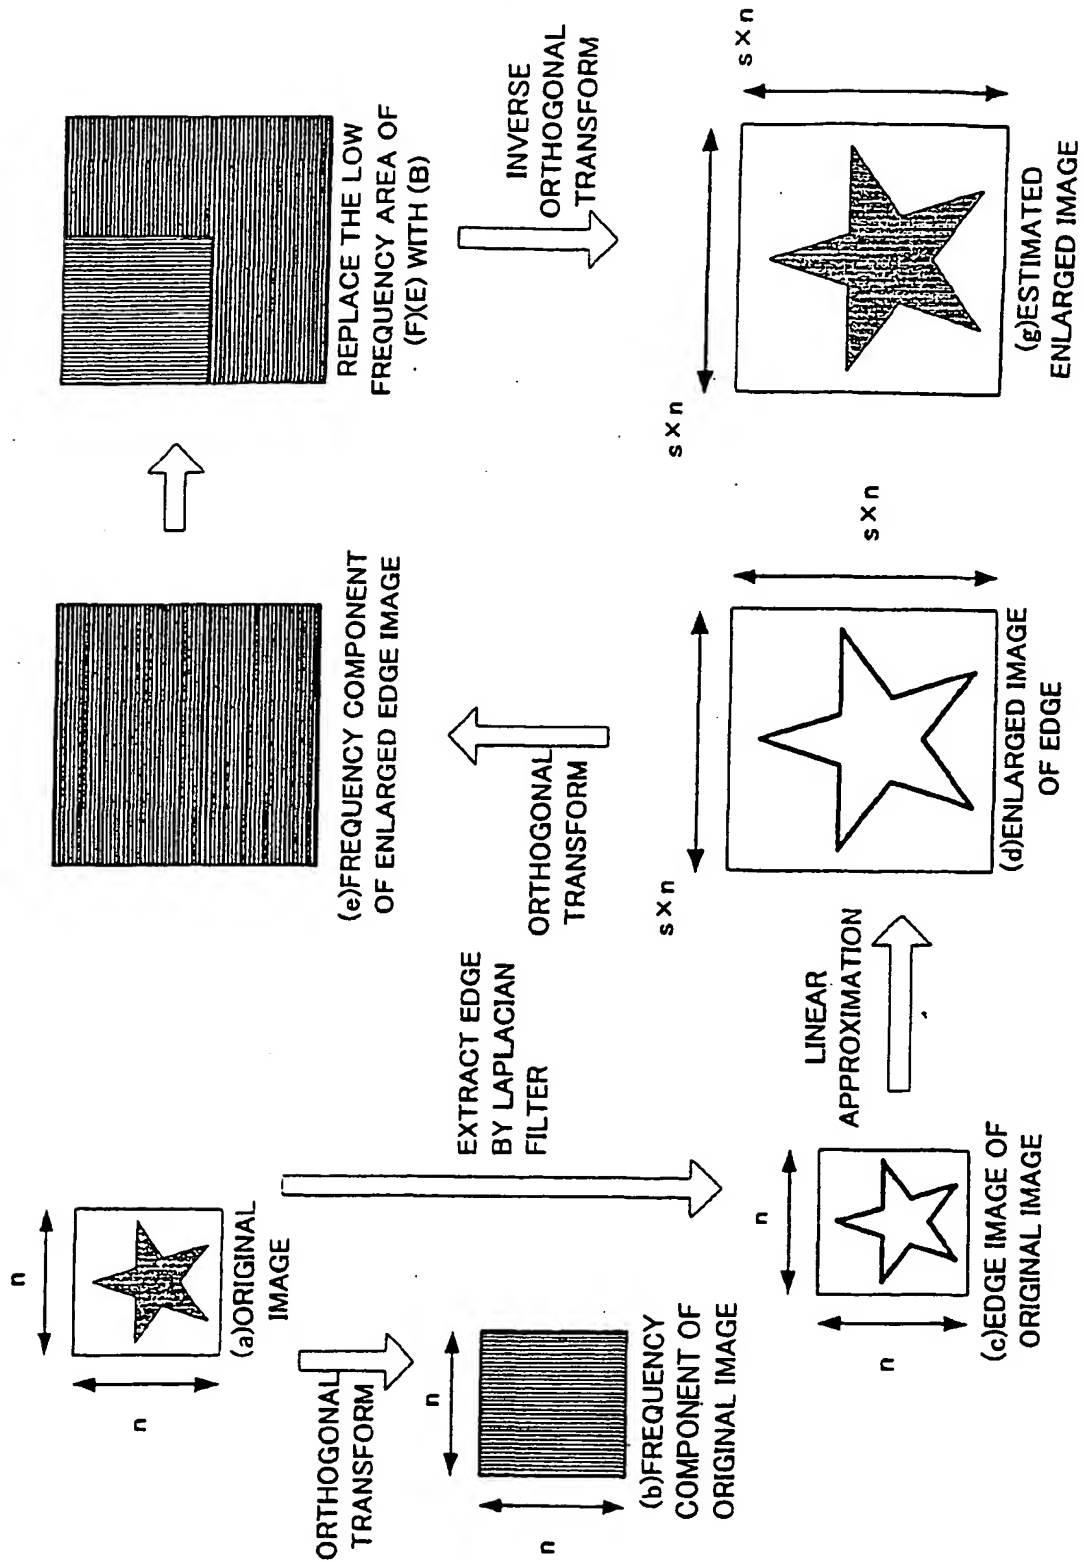 n
n
(a)ORIGINAL
IMAGE
ORTHOGONAL
TRANSFORM
n
n
(b)FREQUENCY
COMPONENT OF
ORIGINAL IMAGE
EXTRACT EDGE
BY LAPLACIAN
FILTER
n
n
(c)EDGE IMAGE OF
ORIGINAL IMAGE
LINEAR
APPROXIMATION
s×n
s×n
(d)ENLARGED IMAGE
OF EDGE
ORTHOGONAL
TRANSFORM
(e)FREQUENCY COMPONENT
OF ENLARGED EDGE IMAGE
REPLACE THE LOW
FREQUENCY AREA OF
(F)(E) WITH (B)
INVERSE
ORTHOGONAL
TRANSFORM
s×n
s×n
(g)ESTIMATED
ENLARGED IMAGE